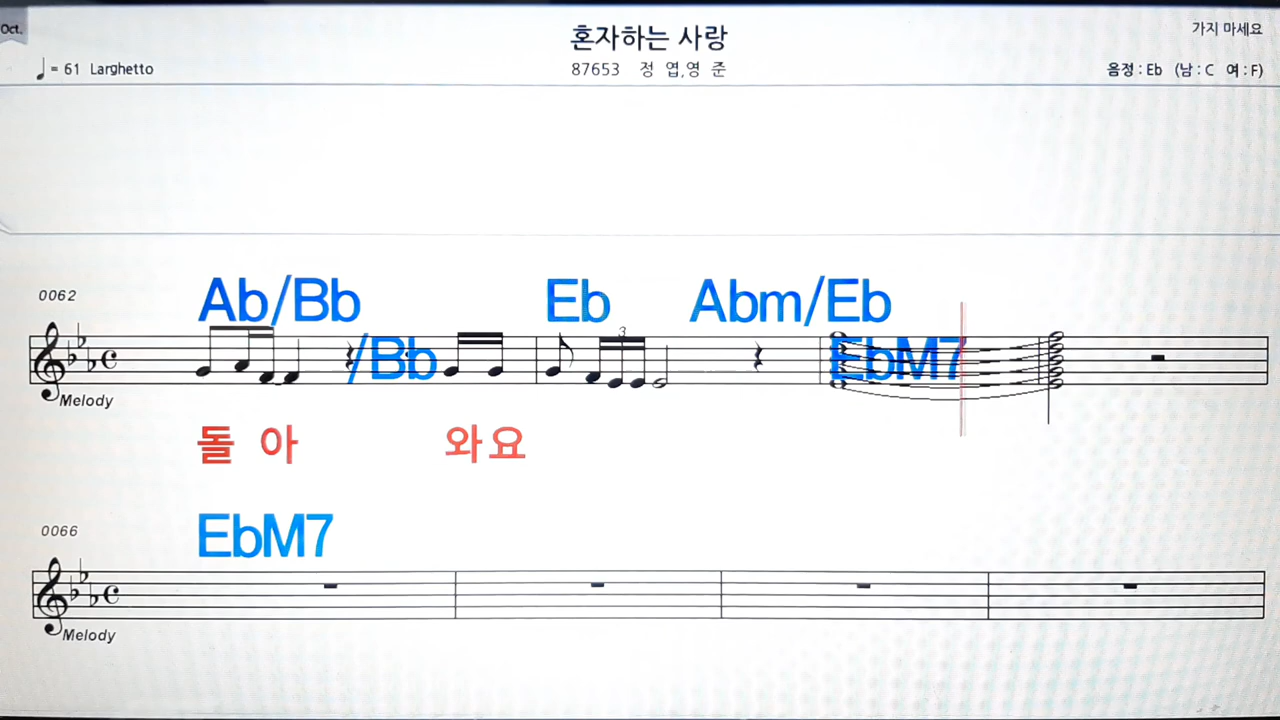 Oct.
혼자하는 사랑
가지 마세요
♩ = 61 Larghetto
87653 정 엽,영 준
음정 : Eb (남 : C 여 : F)
0062
Ab/Bb Eb Abm/Eb
3
/Bb EbM7
Melody
돌 아 와 요
0066
EbM7
Melody